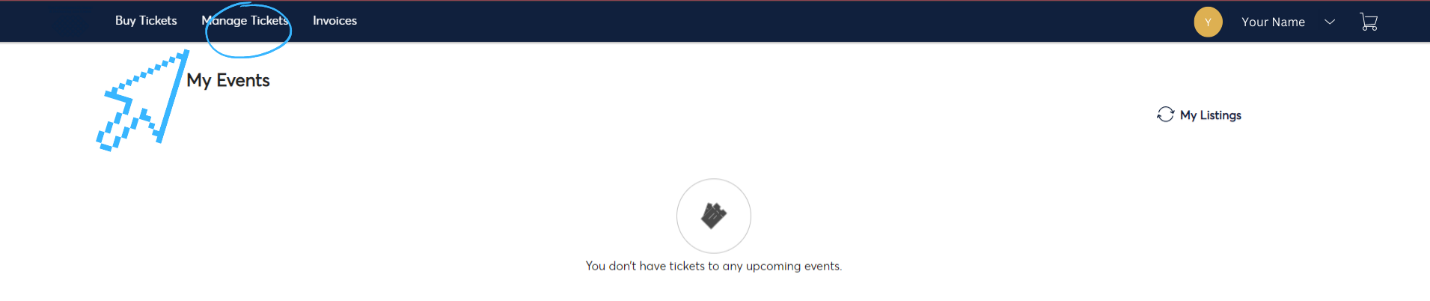 Buy Tickets Manage Tickets Invoices Y Your Name
My Events
My Listings
You don't have tickets to any upcoming events.